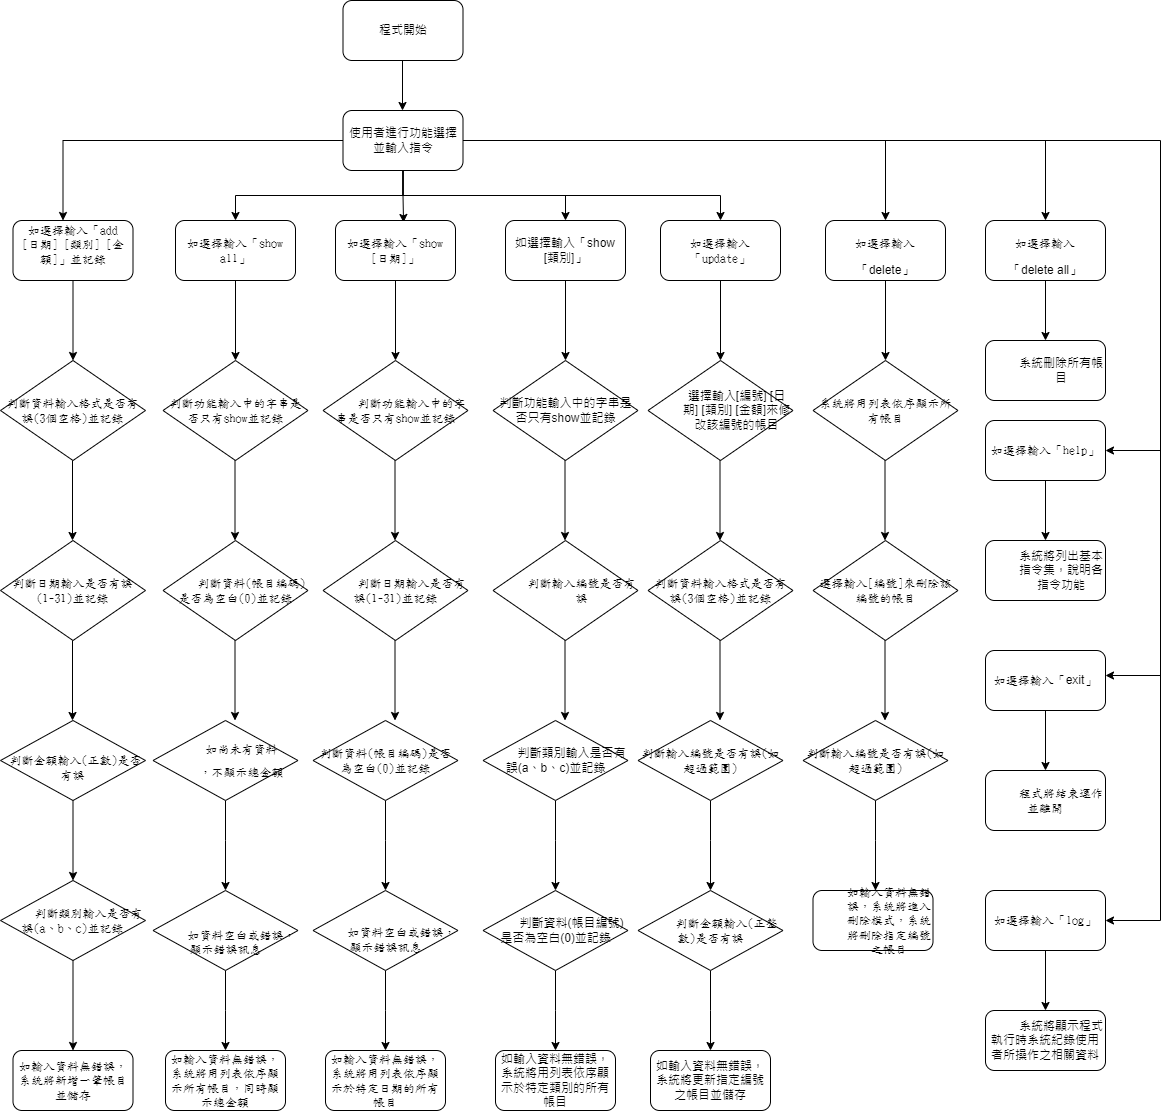 程式開始
使用者進行功能選擇
並輸入指令
如選擇輸入「add
[日期] [類別] [金
額]」並記錄
如選擇輸入「show
all」
如選擇輸入「show
[日期]」
如選擇輸入「show
[類別]」
如選擇輸入
「update」
如選擇輸入
「delete」
如選擇輸入
「delete all」
系統刪除所有帳
目
判斷資料輸入格式是否有
誤(3個空格)並記錄
判斷功能輸入中的字串是
否只有show並記錄
判斷功能輸入中的字
串是否只有show並記錄
判斷功能輸入中的字串是
否只有show並記錄
選擇輸入[編號] [日
期] [類別] [金額]來修
改該編號的帳目
系統將用列表依序顯示所
有帳目
如選擇輸入「help」
系統將列出基本
指令集，說明各
指令功能
判斷日期輸入是否有誤
(1-31)並記錄
判斷資料(帳目編碼)
是否為空白(0)並記錄
判斷日期輸入是否有
誤(1-31)並記錄
判斷輸入編號是否有
誤
判斷資料輸入格式是否有
誤(3個空格)並記錄
選擇輸入[編號]來刪除該
編號的帳目
如選擇輸入「exit」
判斷金額輸入(正數)是否
有誤
如尚未有資料
，不顯示總金額
判斷資料(帳目編碼)是否
為空白(0)並記錄
判斷類別輸入是否有
誤(a、b、c)並記錄
判斷輸入編號是否有誤(如
超過範圍)
判斷輸入編號是否有誤(如
超過範圍)
程式將結束運作
並離開
判斷類別輸入是否有
誤(a、b、c)並記錄
如資料空白或錯誤
顯示錯誤訊息
如資料空白或錯誤，
顯示錯誤訊息
判斷資料(帳目編號)
是否為空白(0)並記錄
判斷金額輸入(正整
數)是否有誤
如輸入資料無錯
誤，系統將進入
刪除模式，系統
將刪除指定編號
之帳目
如選擇輸入「log」
系統將顯示程式
執行時系統紀錄使用
者所操作之相關資料
如輸入資料無錯誤，
系統將新增一筆帳目
並儲存
如輸入資料無錯誤，
系統將用列表依序顯
示所有帳目，同時顯
示總金額
如輸入資料無錯誤，
系統將用列表依序顯
示於特定日期的所有
帳目
如輸入資料無錯誤，
系統將用列表依序顯
示於特定類別的所有
帳目
如輸入資料無錯誤，
系統將更新指定編號
之帳目並儲存